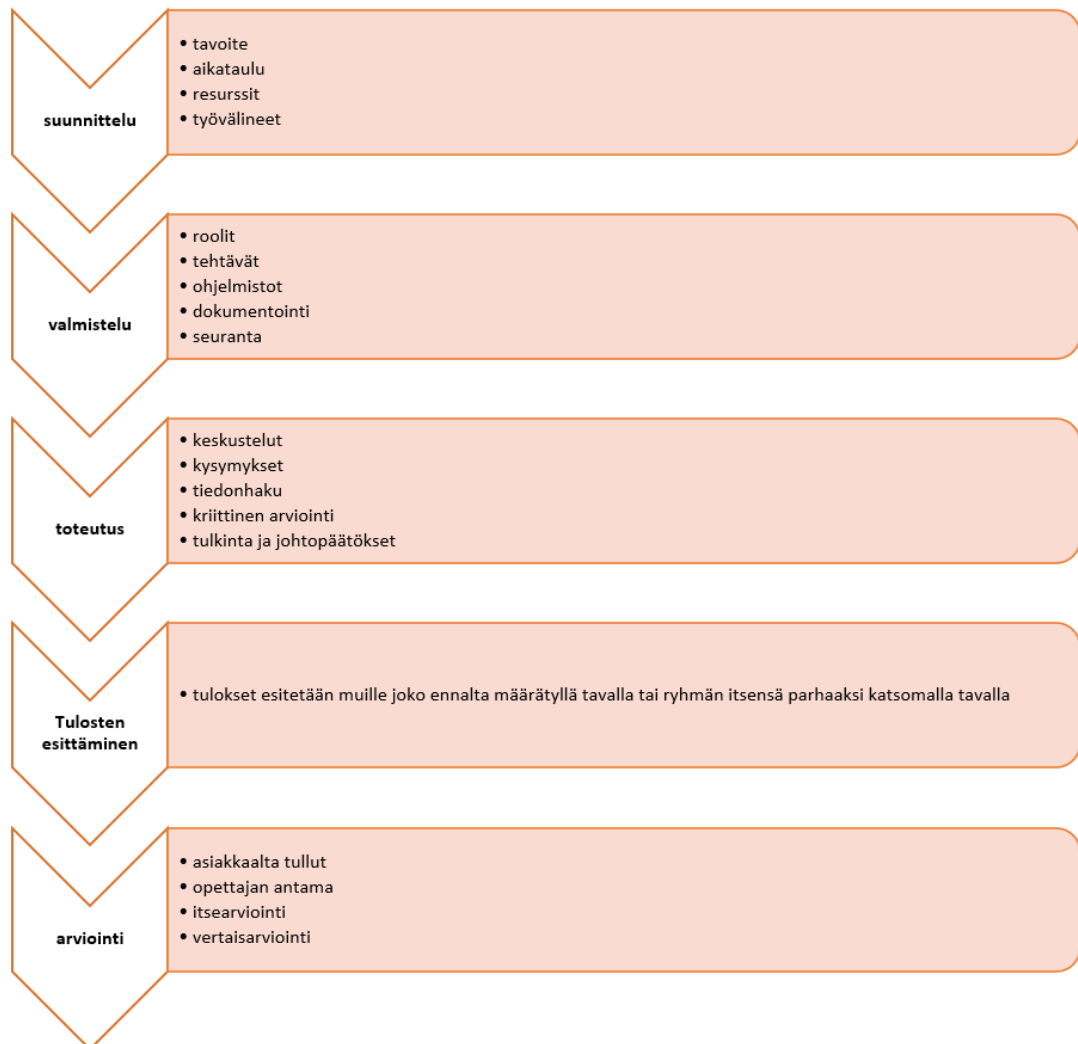 suunnittelu
• tavoite
• aikataulu
• resurssit
• työvälineet
valmistelu
• roolit
• tehtävät
• ohjelmistot
• dokumentointi
• seuranta
toteutus
• keskustelut
• kysymykset
• tiedonhaku
• kriittinen arviointi
• tulkinta ja johtopäätökset
Tulosten
esittäminen
• tulokset esitetään muille joko ennalta määrätyllä tavalla tai ryhmän itsensä parhaaksi katsomalla tavalla
arviointi
• asiakkaalta tullut
• opettajan antama
• itsearviointi
• vertaisarviointi